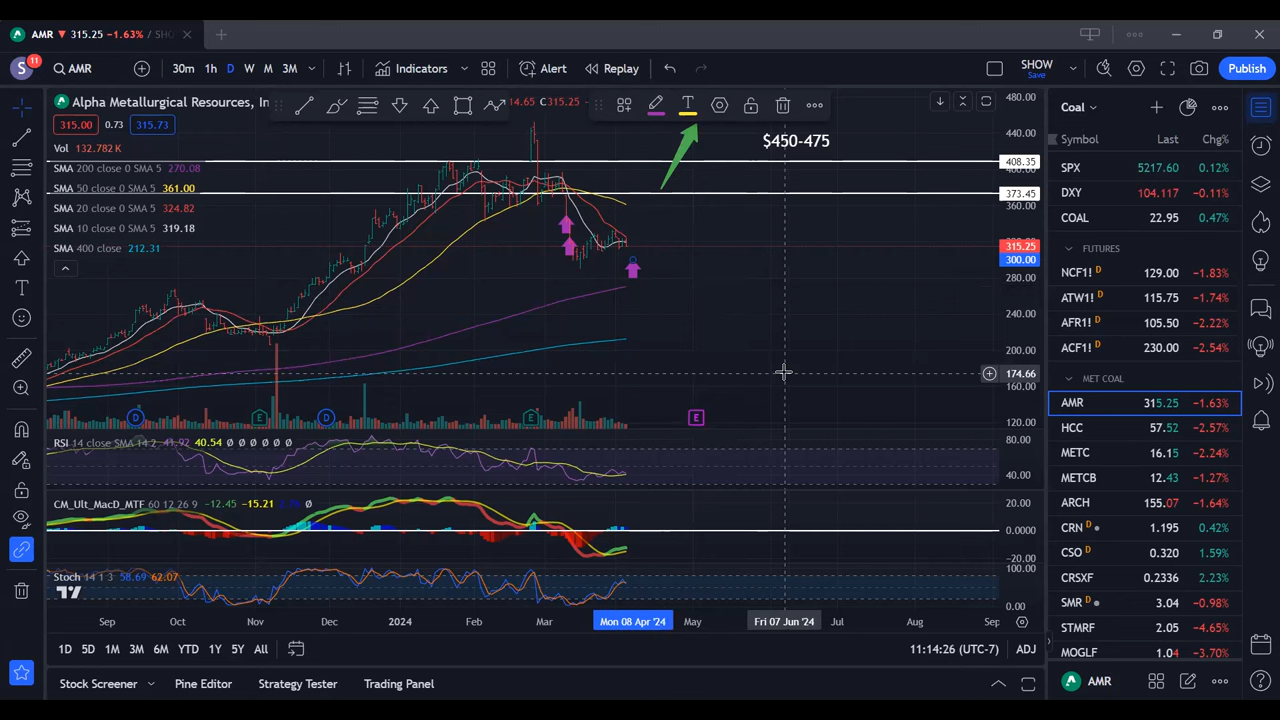 AMR ▼ 315.25 −1.63% / SHO
S 11 AMR 30m 1h D W M 3M Indicators Alert Replay SHOW Save Publish
Alpha Metallurgical Resources, In 14.65 C315.25
315.00 0.73 315.73
Vol 132.782 K
SMA 200 close 0 SMA 5 270.08
SMA 50 close 0 SMA 5 361.00
SMA 20 close 0 SMA 5 324.82
SMA 10 close 0 SMA 5 319.18
SMA 400 close 212.31
$450-475
480.00
440.00
408.35
400.00
373.45
360.00
315.25
300.00
280.00
240.00
200.00
174.66
160.00
120.00
D E D E E
RSI 14 close SMA 14 2 41.92 40.54 Ø Ø Ø Ø Ø Ø
80.00
40.00
CM_Ult_MacD_MTF 60 12 26 9 −12.45 −15.21 Ø
20.00
0.0000
−20.00
Stoch 14 1 3 58.69 62.07
100.00
0.00
Sep Oct Nov Dec 2024 Feb Mar Mon 08 Apr '24 May Fri 07 Jun '24 Jul Aug Sep
1D 5D 1M 3M 6M YTD 1Y 5Y All 11:14:26 (UTC-7) ADJ
Stock Screener Pine Editor Strategy Tester Trading Panel
Coal
Symbol Last Chg%
SPX 5217.60 0.12%
DXY 104.117 −0.11%
COAL 22.95 0.47%
FUTURES
NCF1! D 129.00 −1.83%
ATW1! D 115.75 −1.74%
AFR1! D 105.50 −2.22%
ACF1! D 230.00 −2.54%
MET COAL
AMR 315.25 −1.63%
HCC 57.52 −2.57%
METC 16.15 −2.24%
METCB 12.43 −1.27%
ARCH 155.07 −1.64%
CRN D 1.195 0.42%
CSO D 0.320 1.59%
CRSXF 0.2336 2.23%
SMR D 3.04 −0.98%
STMRF 2.05 −4.65%
MOGLF 1.04 −3.70%
AMR